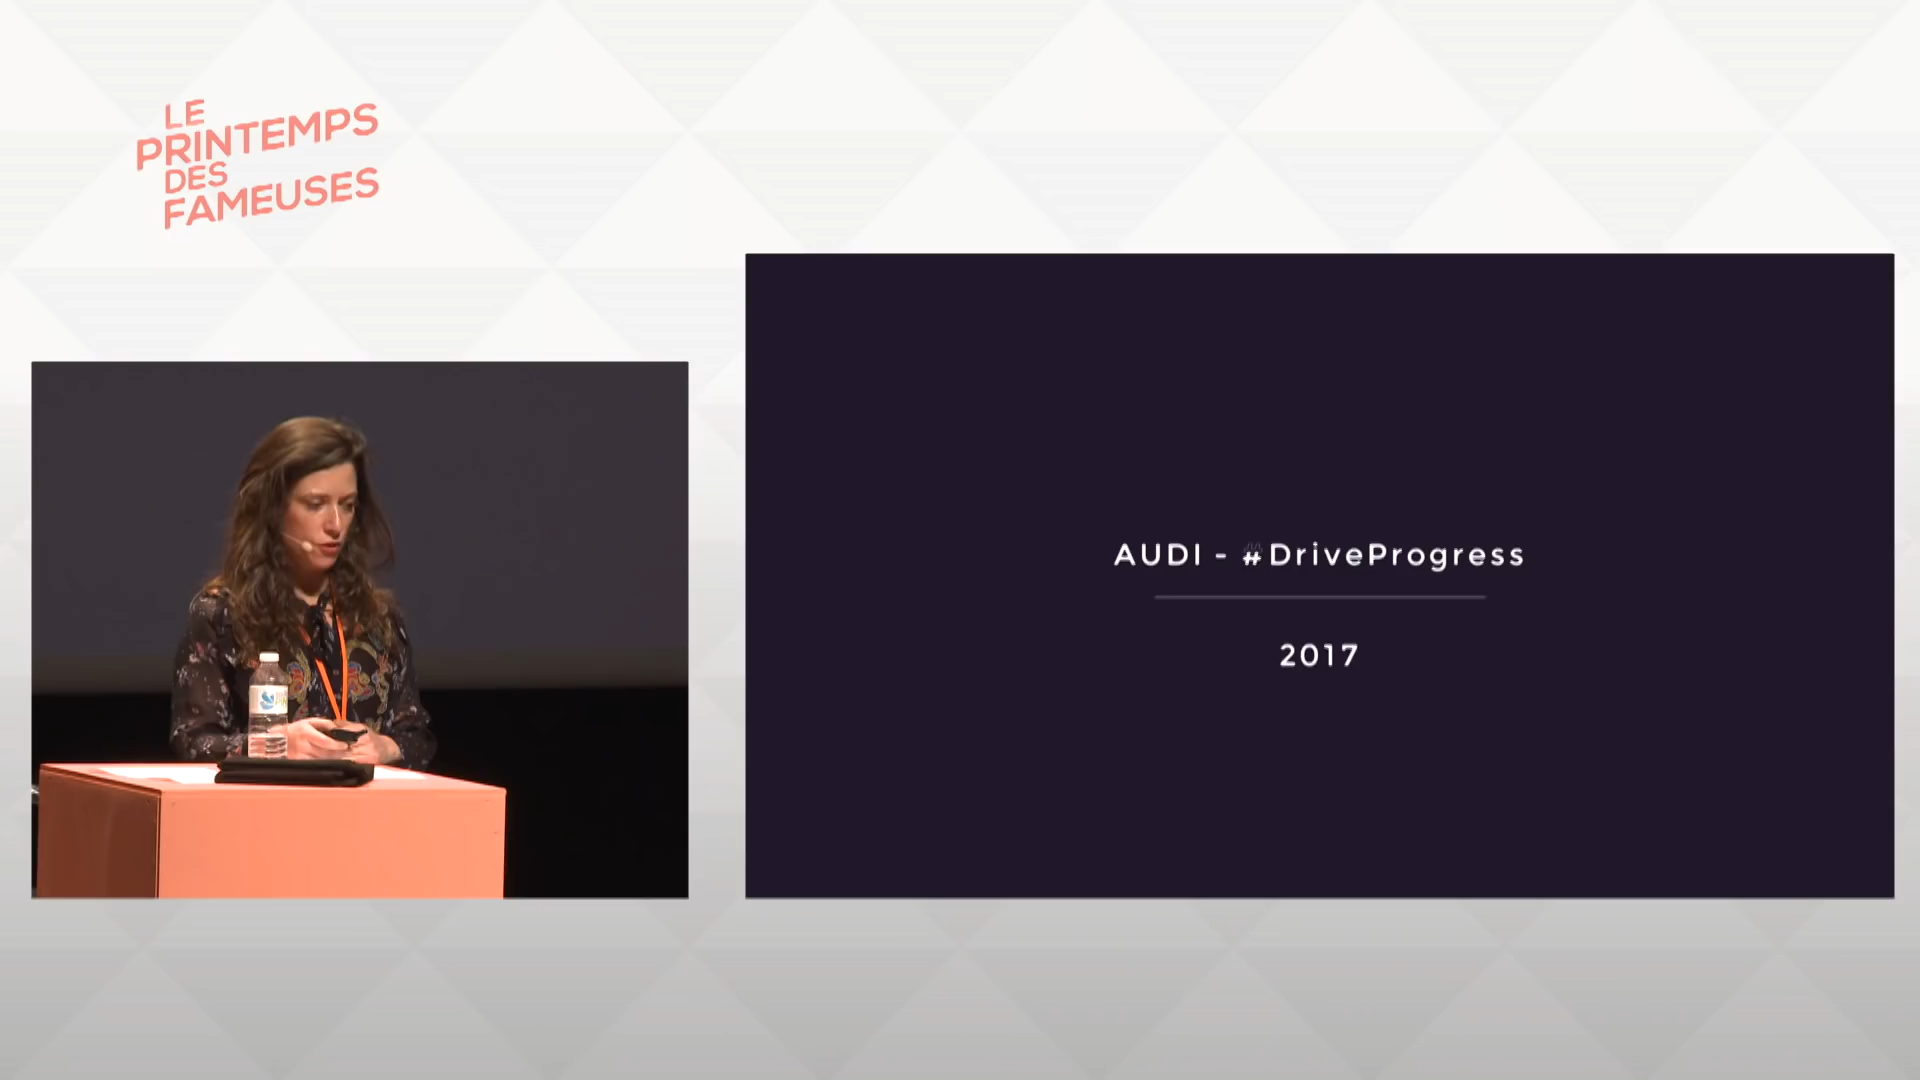 LE
PRINTEMPS
DES
FAMEUSES
AUDI - #DriveProgress
2017